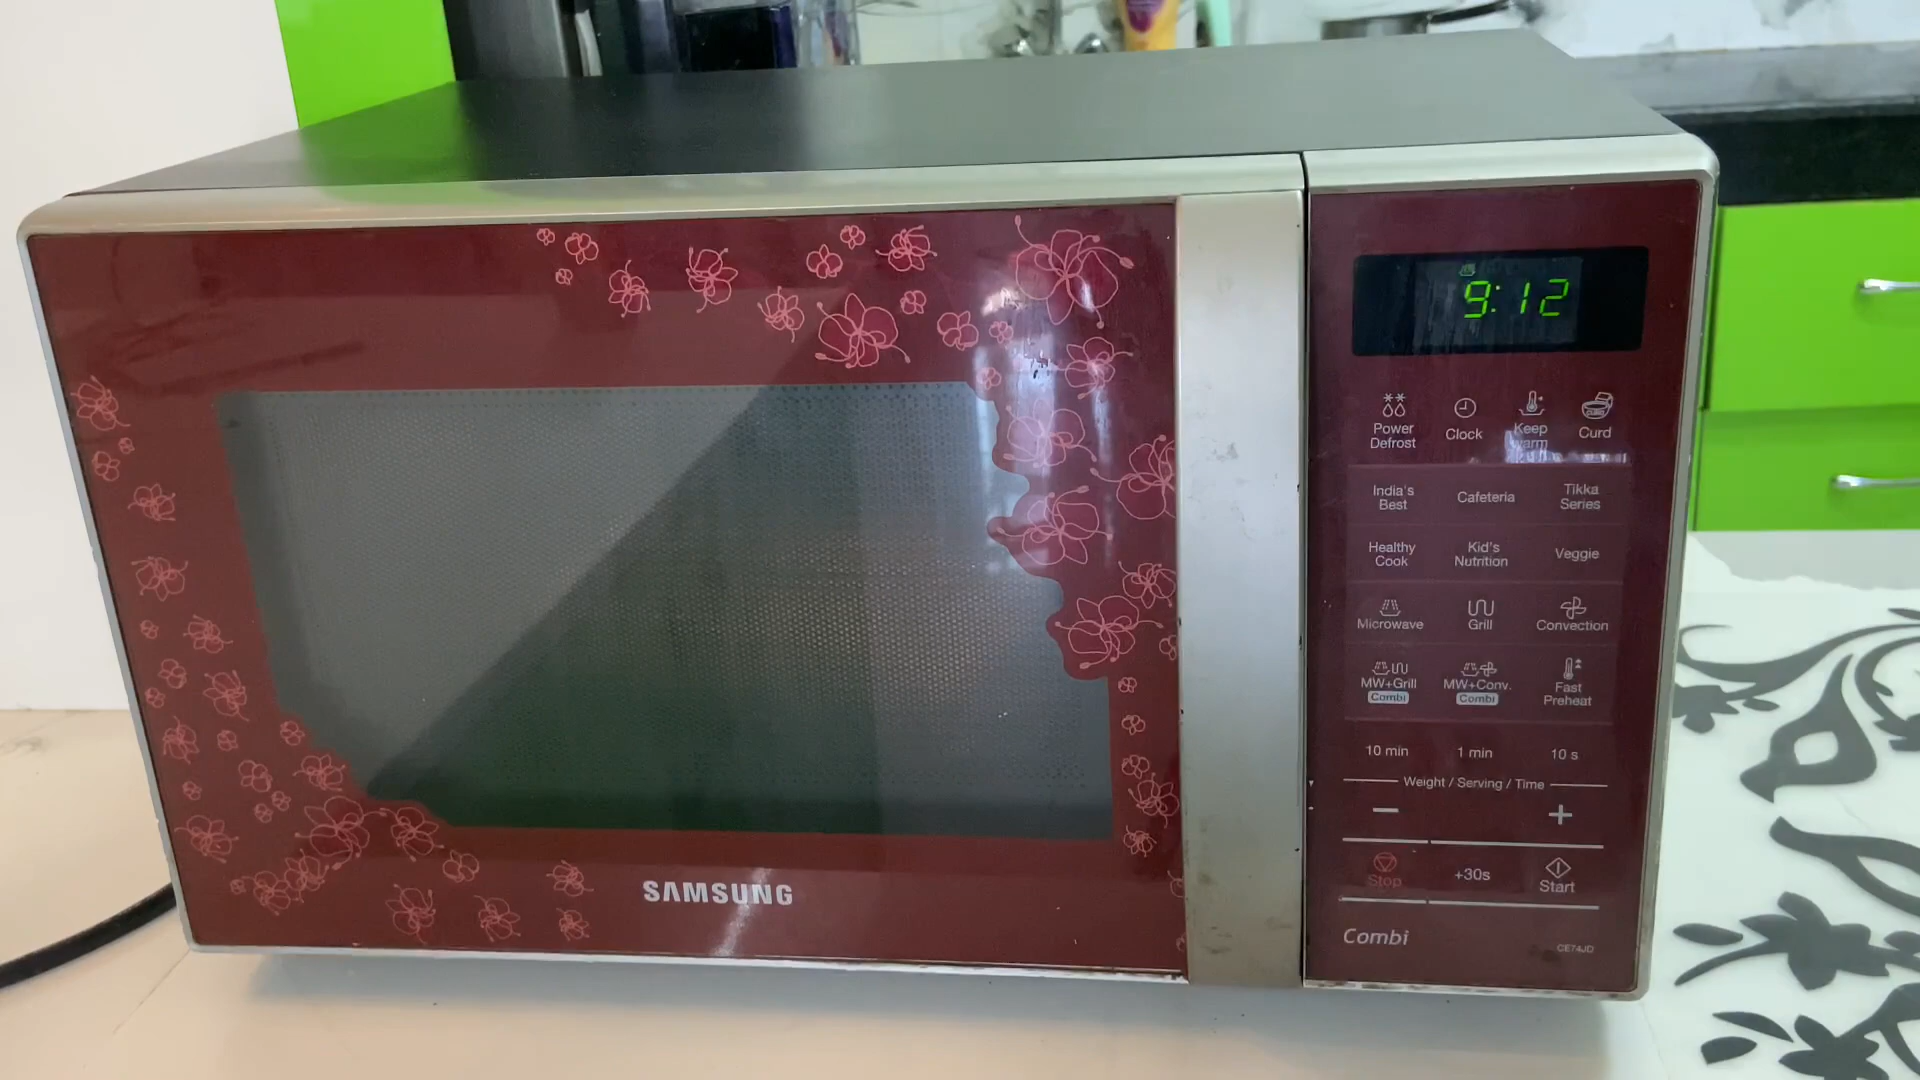 9:12
Power
Defrost
Clock
Keep
warm
Curd
CURD
India's
Best
Cafeteria
Tikka
Series
Healthy
Cook
Kid's
Nutrition
Veggie
Microwave
Grill
Convection
MW+Grill
Combi
MW+Conv.
Combi
Fast
Preheat
10 min
1 min
10 s
Weight / Serving / Time
− +
Stop
+30s
Start
SAMSUNG
Combi
CE74JD